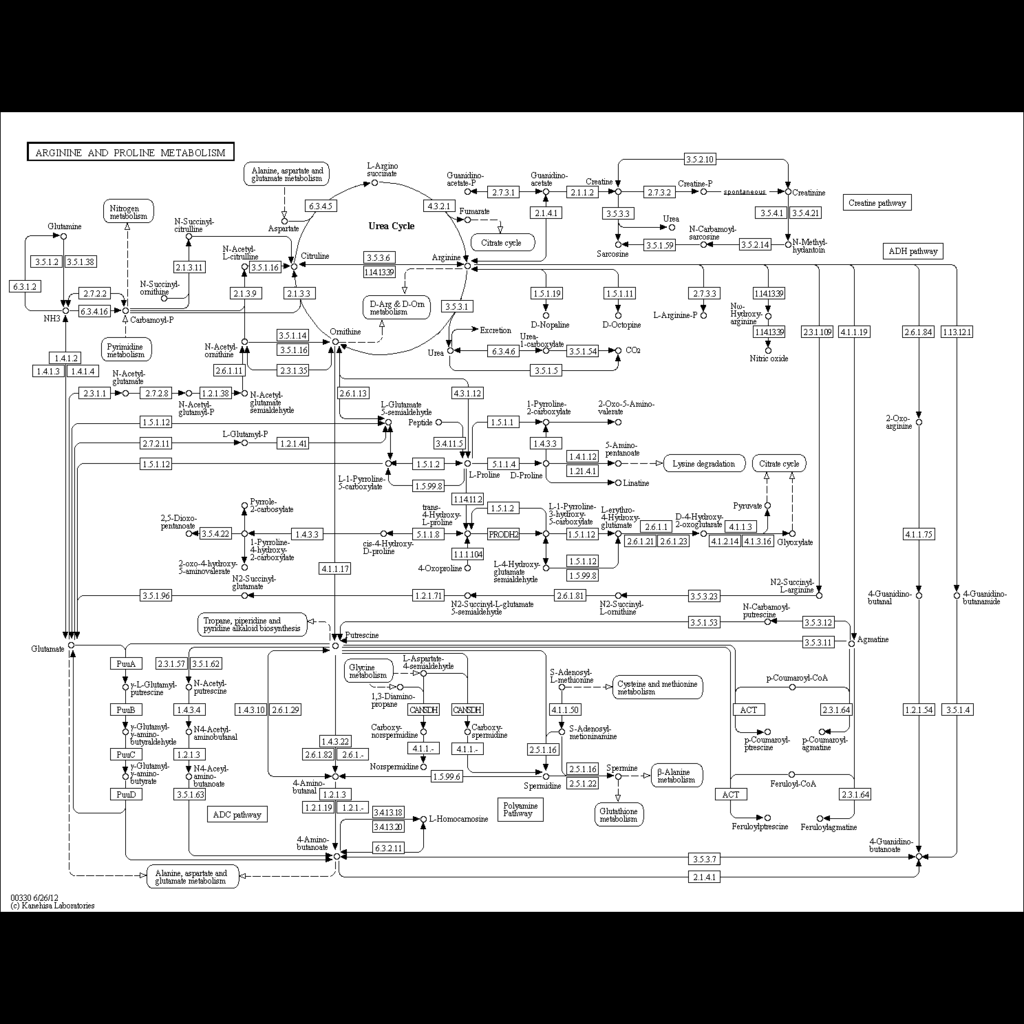 ARGININE AND PROLINE METABOLISM
Alanine, aspartate and
glutamate metabolism
L-Argino
succinate
Guanidino-
acetate-P
2.7.3.1
Guanidino-
acetate
2.1.1.2
Creatine
3.5.2.10
2.7.3.2
Creatine-P
spontaneous
Creatinine
Creatine pathway
Nitrogen
metabolism
Glutamine
N-Succinyl-
citrulline
6.3.4.5
Aspartate
Urea Cycle
4.3.2.1
Fumarate
Citrate cycle
2.1.4.1
3.5.3.3
Urea
3.5.4.1
3.5.4.21
3.5.1.59
N-Carbamoyl-
sarcosine
3.5.2.14
N-Methyl-
hydantoin
Sarcosine
ADH pathway
3.5.1.2
3.5.1.38
6.3.1.2
2.1.3.11
N-Succinyl-
ornithine
N-Acetyl-
L-citrulline
3.5.1.16
Citrulline
3.5.3.6
1.14.13.39
Arginine
2.7.2.2
6.3.4.16
NH3
Carbamoyl-P
2.1.3.9
2.1.3.3
D-Arg & D-Orn
metabolism
3.5.3.1
1.5.1.19
D-Nopaline
1.5.1.11
D-Octopine
2.7.3.3
L-Arginine-P
1.14.13.39
Nω-
Hydroxy-
arginine
1.14.13.39
Nitric oxide
2.3.1.109
4.1.1.19
2.6.1.84
1.13.12.1
Pyrimidine
metabolism
N-Acetyl-
ornithine
3.5.1.14
3.5.1.16
Ornithine
2.3.1.35
Excretion
Urea
6.3.4.6
Urea-
1-carboxylate
3.5.1.54
CO2
3.5.1.5
1.4.1.2
1.4.1.3
1.4.1.4
N-Acetyl-
glutamate
2.3.1.1
2.7.2.8
N-Acetyl-
glutamyl-P
1.2.1.38
2.6.1.11
N-Acetyl-
glutamate
semialdehyde
2.6.1.13
4.3.1.12
1.5.1.12
L-Glutamate
5-semialdehyde
Peptide
3.4.11.5
1.5.1.1
1-Pyrroline-
2-carboxylate
2-Oxo-5-Amino-
valerate
2-Oxo-
arginine
2.7.2.11
L-Glutamyl-P
1.2.1.41
1.4.3.3
5-Amino-
pentanoate
1.4.1.12
1.21.4.1
Lysine degradation
Citrate cycle
1.5.1.12
L-1-Pyrroline-
5-carboxylate
1.5.1.2
1.5.99.8
L-Proline
5.1.1.4
D-Proline
Linatine
1.14.11.2
Pyrrole-
2-carbosylate
2,5-Dioxo-
pentanoate
3.5.4.22
1.4.3.3
1-Pyrroline-
4-hydroxy-
2-carboxylate
2-oxo-4-hydroxy-
5-aminovalerate
cis-4-Hydroxy-
D-proline
trans-
4-Hydroxy-
L-proline
5.1.1.8
1.5.1.2
PRODH2
L-1-Pyrroline-
3-hydroxy-
5-carboxylate
1.5.1.12
L-erythro-
4-Hydroxy-
glutamate
2.6.1.1
2.6.1.21
2.6.1.23
D-4-Hydroxy-
2-oxoglutarate
4.1.1.3
4.1.2.14
4.1.3.16
Pyruvate
Glyoxylate
4.1.1.75
1.1.1.104
4-Oxoproline
L-4-Hydroxy-
glutamate
semialdehyde
1.5.1.12
1.5.99.8
4.1.1.17
N2-Succinyl-
glutamate
3.5.1.96
1.2.1.71
N2-Succinyl-L-glutamate
5-semialdehyde
2.6.1.81
N2-Succinyl-
L-ornithine
3.5.3.23
N2-Succinyl-
L-arginine
4-Guanidino-
butanal
4-Guanidino-
butanamide
Tropane, piperidine and
pyridine alkaloid biosynthesis
3.5.1.53
N-Carbamoyl-
putrescine
3.5.3.12
3.5.3.11
Agmatine
Glutamate
Putrescine
PuuA
2.3.1.57
3.5.1.62
γ-L-Glutamyl-
putrescine
N-Acetyl-
putrescine
Glycine
metabolism
L-Aspartate-
4-semialdehyde
1,3-Diamino-
propane
S-Adenosyl-
L-methionine
Cysteine and methionine
metabolism
p-Coumaroyl-CoA
PuuB
1.4.3.4
1.4.3.10
2.6.1.29
CANSDH
CANSDH
4.1.1.50
ACT
2.3.1.64
1.2.1.54
3.5.1.4
γ-Glutamyl-
γ-amino-
butyraldehyde
N4-Acetyl-
aminobutanal
Carboxy-
norspermidine
Carboxy-
spermidine
S-Adenosyl-
metioninamine
p-Coumaroyl-
ptrescine
p-Coumaroyl-
agmatine
PuuC
1.2.1.3
1.4.3.22
2.6.1.82
2.6.1.-
4.1.1.-
4.1.1.-
2.5.1.16
γ-Glutamyl-
γ-amino-
butyrate
N4-Aceyl-
amino-
butanoate
4-Amino-
butanal
Norspermidine
1.5.99.6
Spermidine
2.5.1.16
2.5.1.22
Spermine
β-Alanine
metabolism
Feruloyl-CoA
PuuD
3.5.1.63
1.2.1.3
1.2.1.19
1.2.1.-
ACT
2.3.1.64
ADC pathway
3.4.13.18
3.4.13.20
L-Homocarnosine
Polyamine
Pathway
Glutathione
metabolism
Feruloylptrescine
Feruloylagmatine
6.3.2.11
4-Amino-
butanoate
3.5.3.7
4-Guanidino-
butanoate
Alanine, aspartate and
glutamate metabolism
2.1.4.1
00330 6/26/12
(c) Kanehisa Laboratories